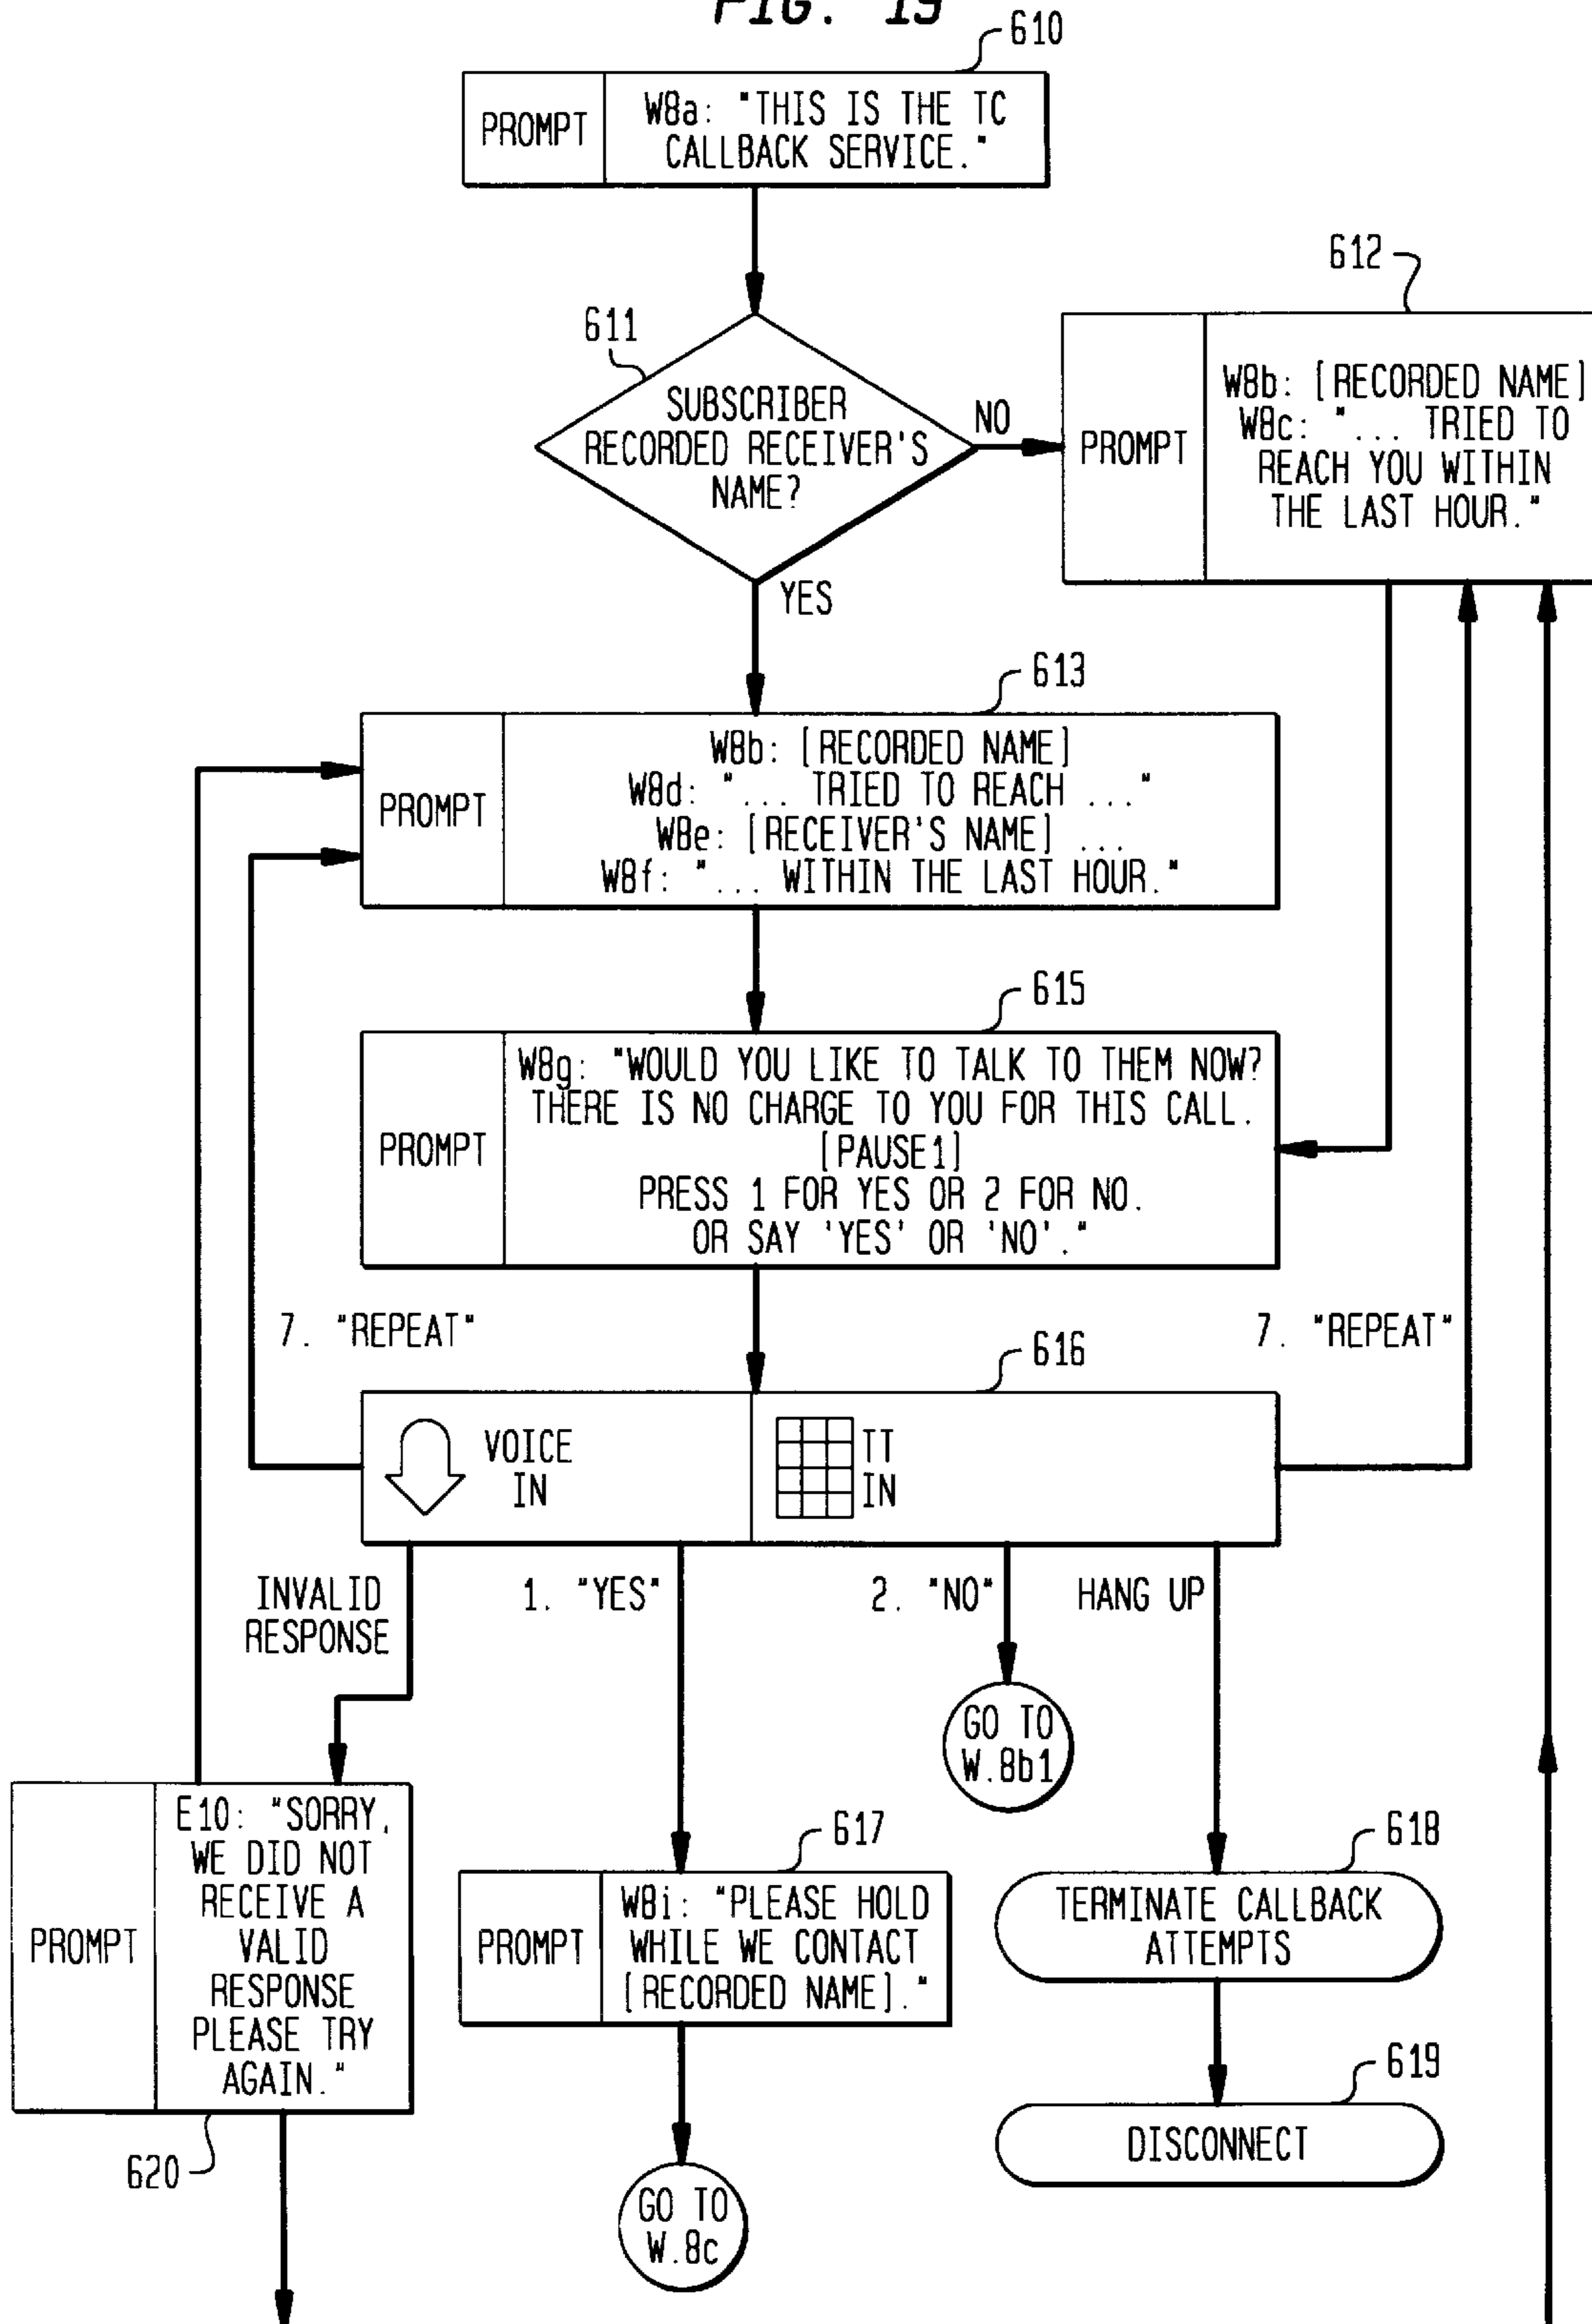 FIG. 19
610
PROMPT
W8a: "THIS IS THE TC
CALLBACK SERVICE."
611
SUBSCRIBER
RECORDED RECEIVER'S
NAME?
NO
YES
612
PROMPT
W8b: [RECORDED NAME]
W8c: "... TRIED TO
REACH YOU WITHIN
THE LAST HOUR."
613
PROMPT
W8b: [RECORDED NAME]
W8d: "... TRIED TO REACH ..."
W8e: [RECEIVER'S NAME] ...
W8f: "... WITHIN THE LAST HOUR."
615
PROMPT
W8g: "WOULD YOU LIKE TO TALK TO THEM NOW?
THERE IS NO CHARGE TO YOU FOR THIS CALL.
[PAUSE1]
PRESS 1 FOR YES OR 2 FOR NO.
OR SAY 'YES' OR 'NO'."
7. "REPEAT"
7. "REPEAT"
616
VOICE
IN
TT
IN
INVALID
RESPONSE
1. "YES"
2. "NO"
HANG UP
GO TO
W.8b1
PROMPT
E10: "SORRY,
WE DID NOT
RECEIVE A
VALID
RESPONSE
PLEASE TRY
AGAIN."
620
617
PROMPT
W8i: "PLEASE HOLD
WHILE WE CONTACT
[RECORDED NAME]."
GO TO
W.8c
618
TERMINATE CALLBACK
ATTEMPTS
619
DISCONNECT